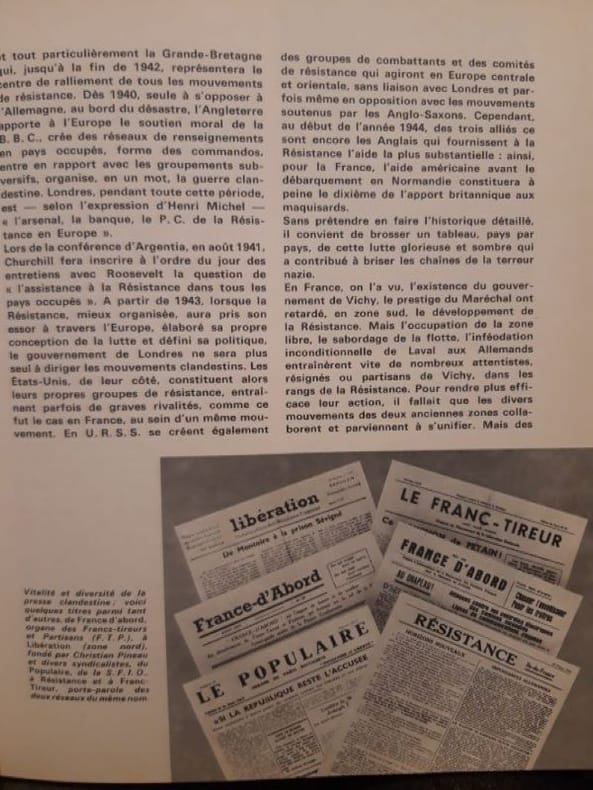 et tout particulièrement la Grande-Bretagne
qui, jusqu'à la fin de 1942, représentera le
centre de ralliement de tous les mouvements
de résistance. Dès 1940, seule à s'opposer à
l'Allemagne, au bord du désastre, l'Angleterre
apporte à l'Europe le soutien moral de la
B.B.C., crée des réseaux de renseignements
en pays occupés, forme des commandos,
entre en rapport avec les groupements sub-
versifs, organise, en un mot, la guerre clan-
destine. Londres, pendant toute cette période,
est — selon l'expression d'Henri Michel —
« l'arsenal, la banque, le P.C. de la Résis-
tance en Europe ».
Lors de la conférence d'Argentia, en août 1941,
Churchill fera inscrire à l'ordre du jour des
entretiens avec Roosevelt la question de
« l'assistance à la Résistance dans tous les
pays occupés ». A partir de 1943, lorsque la
Résistance, mieux organisée, aura pris son
essor à travers l'Europe, élaboré sa propre
conception de la lutte et défini sa politique,
le gouvernement de Londres ne sera plus
seul à diriger les mouvements clandestins. Les
États-Unis, de leur côté, constituent alors
leurs propres groupes de résistance, entraî-
nant parfois de graves rivalités, comme ce
fut le cas en France, au sein d'un même mou-
vement. En U.R.S.S. se créent également
des groupes de combattants et des comités
de résistance qui agiront en Europe centrale
et orientale, sans liaison avec Londres et par-
fois même en opposition avec les mouvements
soutenus par les Anglo-Saxons. Cependant,
au début de l'année 1944, des trois alliés ce
sont encore les Anglais qui fournissent à la
Résistance l'aide la plus substantielle : ainsi,
pour la France, l'aide américaine avant le
débarquement en Normandie constituera à
peine le dixième de l'apport britannique aux
maquisards.
Sans prétendre en faire l'historique détaillé,
il convient de brosser un tableau, pays par
pays, de cette lutte glorieuse et sombre qui
a contribué à briser les chaînes de la terreur
nazie.
En France, on l'a vu, l'existence du gouver-
nement de Vichy, le prestige du Maréchal ont
retardé, en zone sud, le développement de
la Résistance. Mais l'occupation de la zone
libre, le sabordage de la flotte, l'inféodation
inconditionnelle de Laval aux Allemands
entraînèrent vite de nombreux attentistes,
résignés ou partisans de Vichy, dans les
rangs de la Résistance. Pour rendre plus effi-
cace leur action, il fallait que les divers
mouvements des deux anciennes zones colla-
borent et parviennent à s'unifier. Mais des
Vitalité et diversité de la
presse clandestine : voici
quelques titres parmi tant
d'autres, de France d'abord,
organe des Francs-tireurs
et Partisans (F.T.P.), à
Libération (zone nord),
fondé par Christian Pineau
et divers syndicalistes, du
Populaire, de la S.F.I.O.,
à Résistance et à Franc-
Tireur, porte-parole des
deux réseaux du même nom
libération
De Montoire à la prison Sévigné
LE FRANC-TIREUR
PETAIN !
France-d'Abord
FRANCE D'ABORD
AU DRAPEAU !
Chasser l'envahisseur
LE POPULAIRE
«SI LA REPUBLIQUE RESTE L'ACCUSEE
RÉSISTANCE
HORIZONS NOUVEAUX